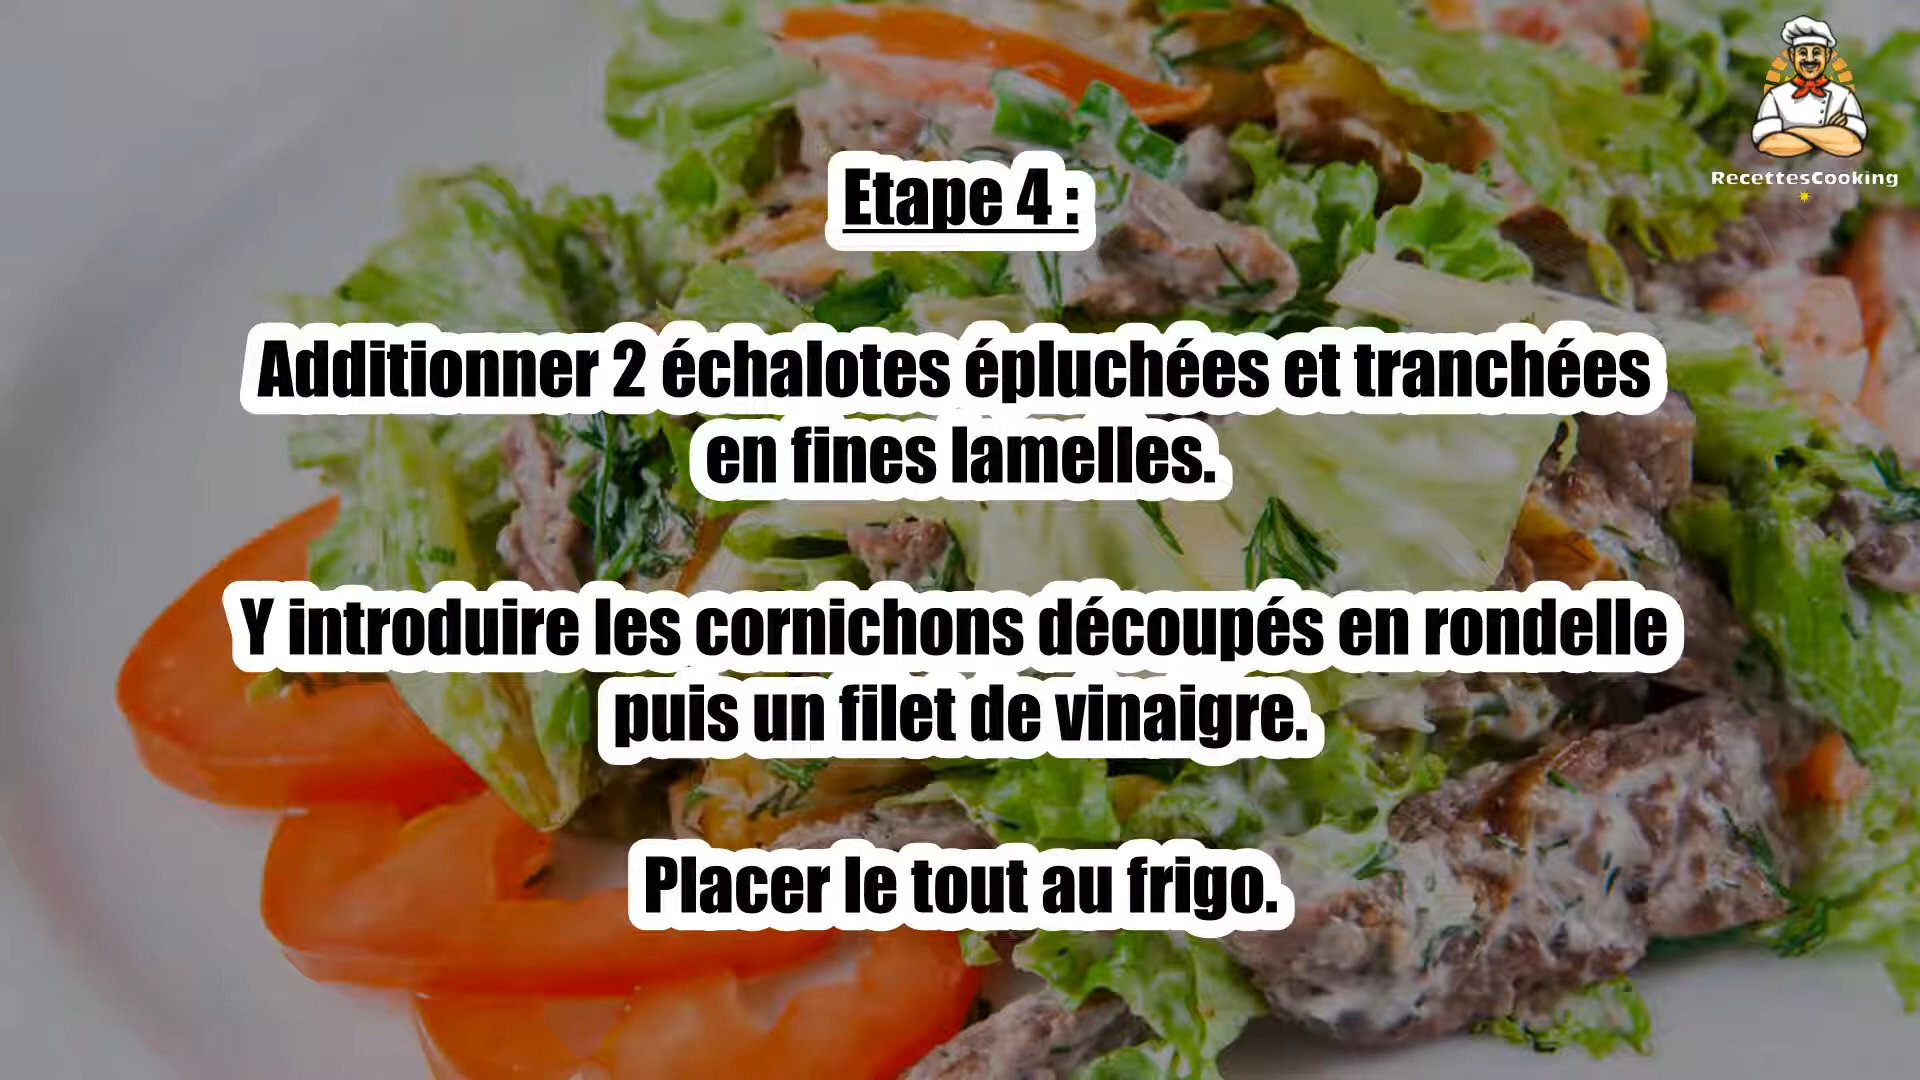 RecettesCooking
Etape 4 :
Additionner 2 échalotes épluchées et tranchées
en fines lamelles.
Y introduire les cornichons découpés en rondelle
puis un filet de vinaigre.
Placer le tout au frigo.